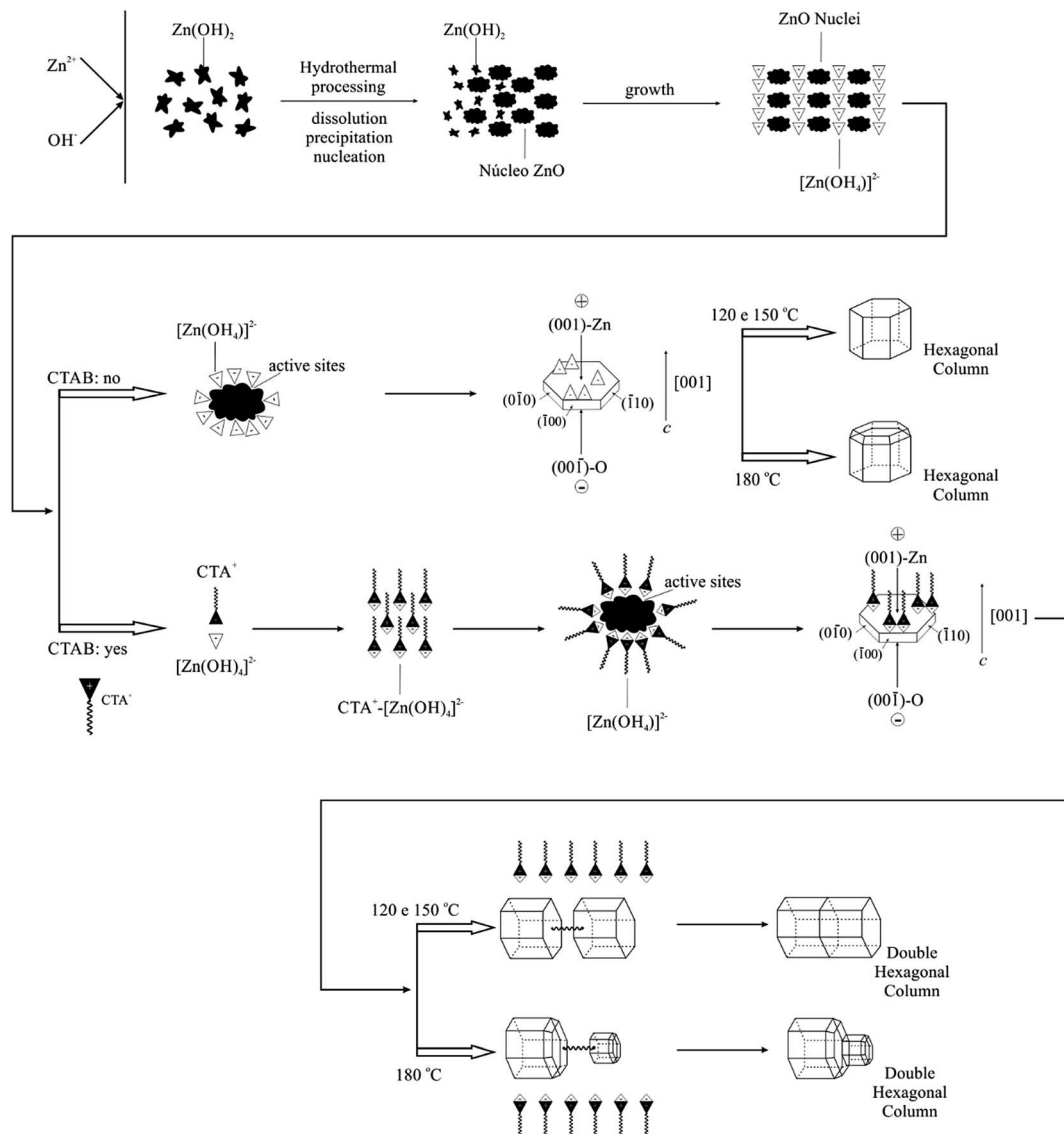 Zn(OH)₂
Zn²⁺
OH⁻
Hydrothermal
processing
dissolution
precipitation
nucleation
Zn(OH)₂
Núcleo ZnO
growth
ZnO Nuclei
[Zn(OH₄)]²⁻
CTAB: no
[Zn(OH₄)]²⁻
active sites
⊕
(001)-Zn
[001]
(01̄0)
(1̄00)
(1̄10)
c
(001̄)-O
⊖
120 e 150 °C
Hexagonal
Column
180 °C
Hexagonal
Column
CTAB: yes
CTA⁺
CTA⁺
[Zn(OH)₄]²⁻
CTA⁺-[Zn(OH)₄]²⁻
active sites
[Zn(OH₄)]²⁻
⊕
(001)-Zn
[001]
(01̄0)
(1̄00)
(1̄10)
c
(001̄)-O
⊖
120 e 150 °C
Double
Hexagonal
Column
180 °C
Double
Hexagonal
Column